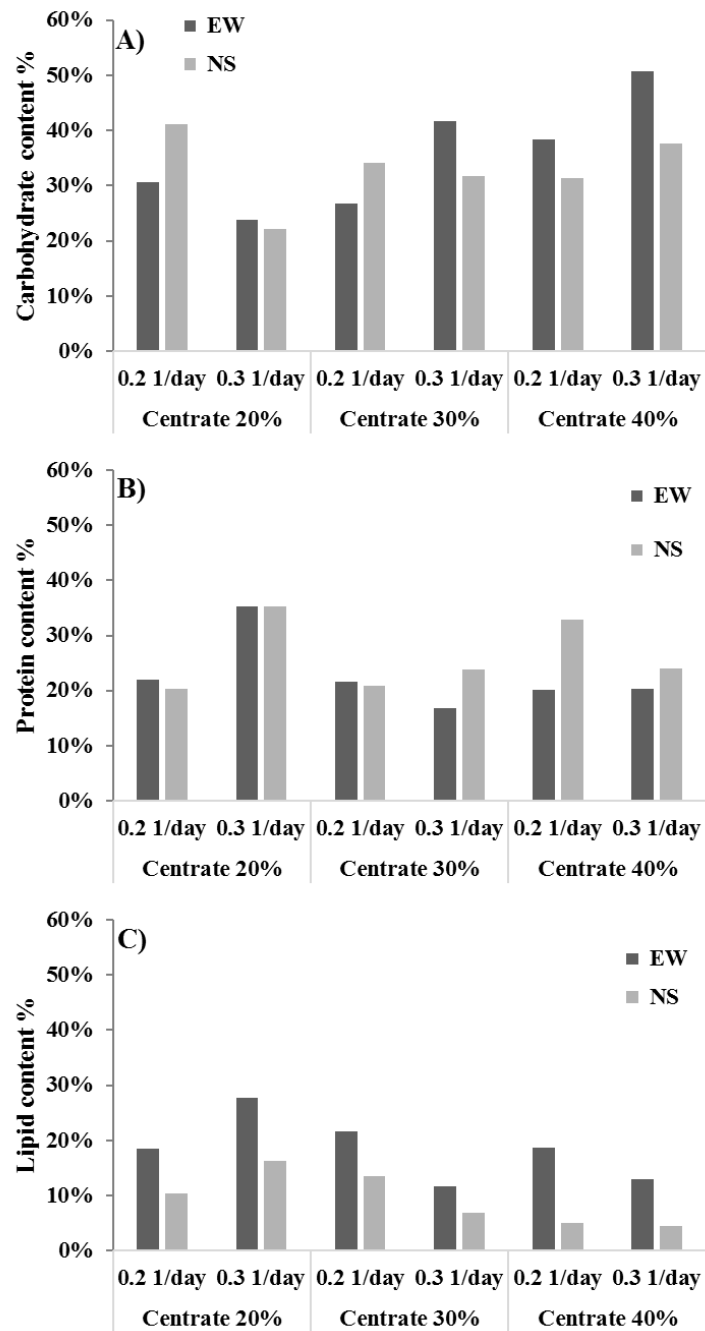 A)
EW
NS
Carbohydrate content %
60%
50%
40%
30%
20%
10%
0%
0.2 1/day 0.3 1/day 0.2 1/day 0.3 1/day 0.2 1/day 0.3 1/day
Centrate 20% Centrate 30% Centrate 40%
B)
EW
NS
Protein content %
60%
50%
40%
30%
20%
10%
0%
0.2 1/day 0.3 1/day 0.2 1/day 0.3 1/day 0.2 1/day 0.3 1/day
Centrate 20% Centrate 30% Centrate 40%
C)
EW
NS
Lipid content %
60%
50%
40%
30%
20%
10%
0%
0.2 1/day 0.3 1/day 0.2 1/day 0.3 1/day 0.2 1/day 0.3 1/day
Centrate 20% Centrate 30% Centrate 40%